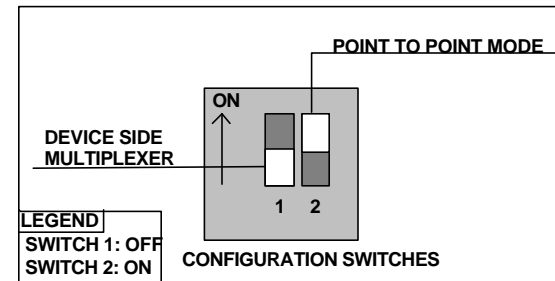 POINT TO POINT MODE
ON
DEVICE SIDE
MULTIPLEXER
1 2
LEGEND
SWITCH 1: OFF
SWITCH 2: ON
CONFIGURATION SWITCHES